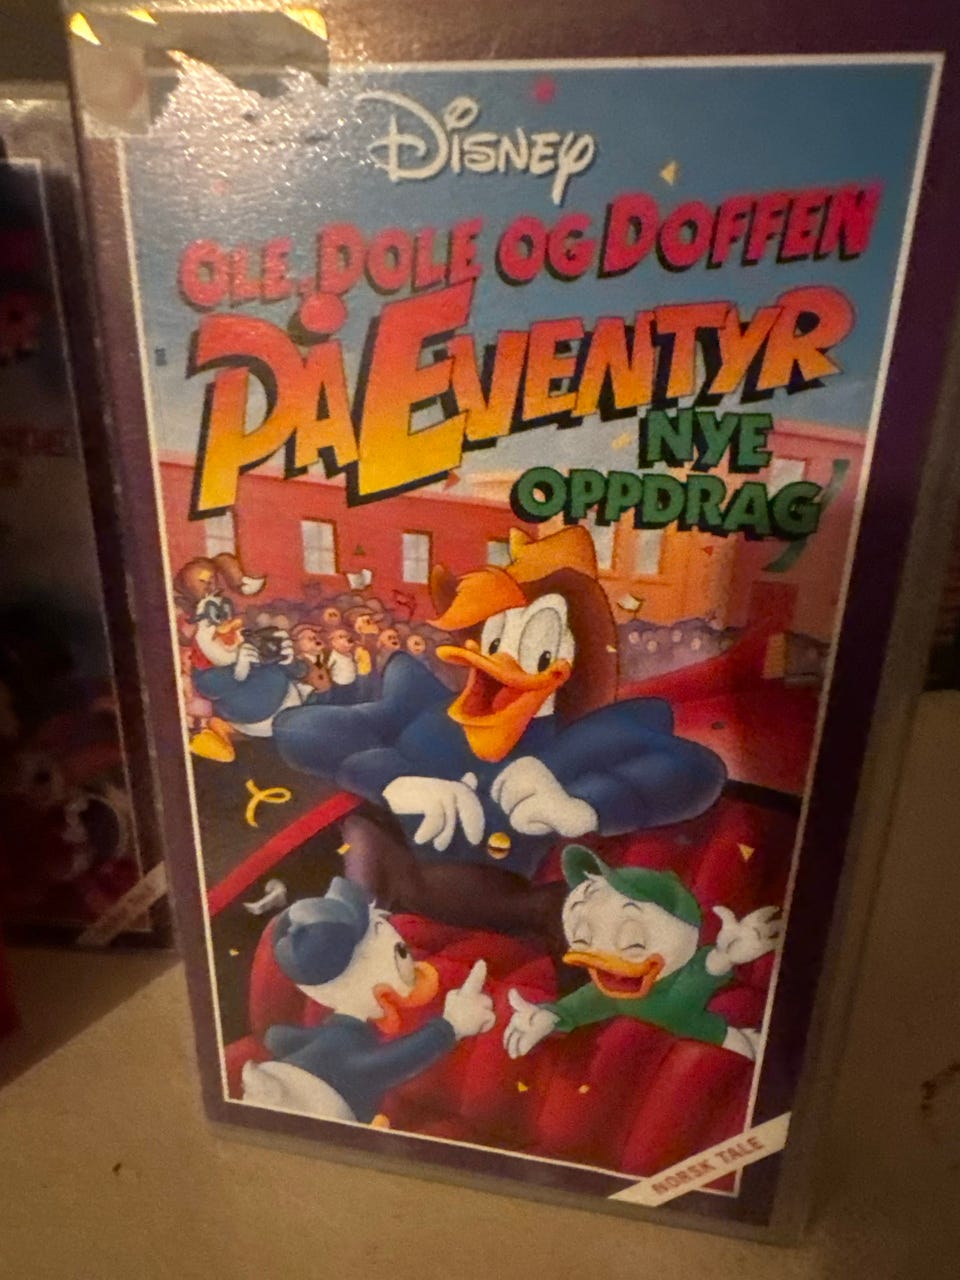 Disney
OLE, DOLE OG DOFFEN
PÅ EVENTYR
NYE
OPPDRAG
NORSK TALE